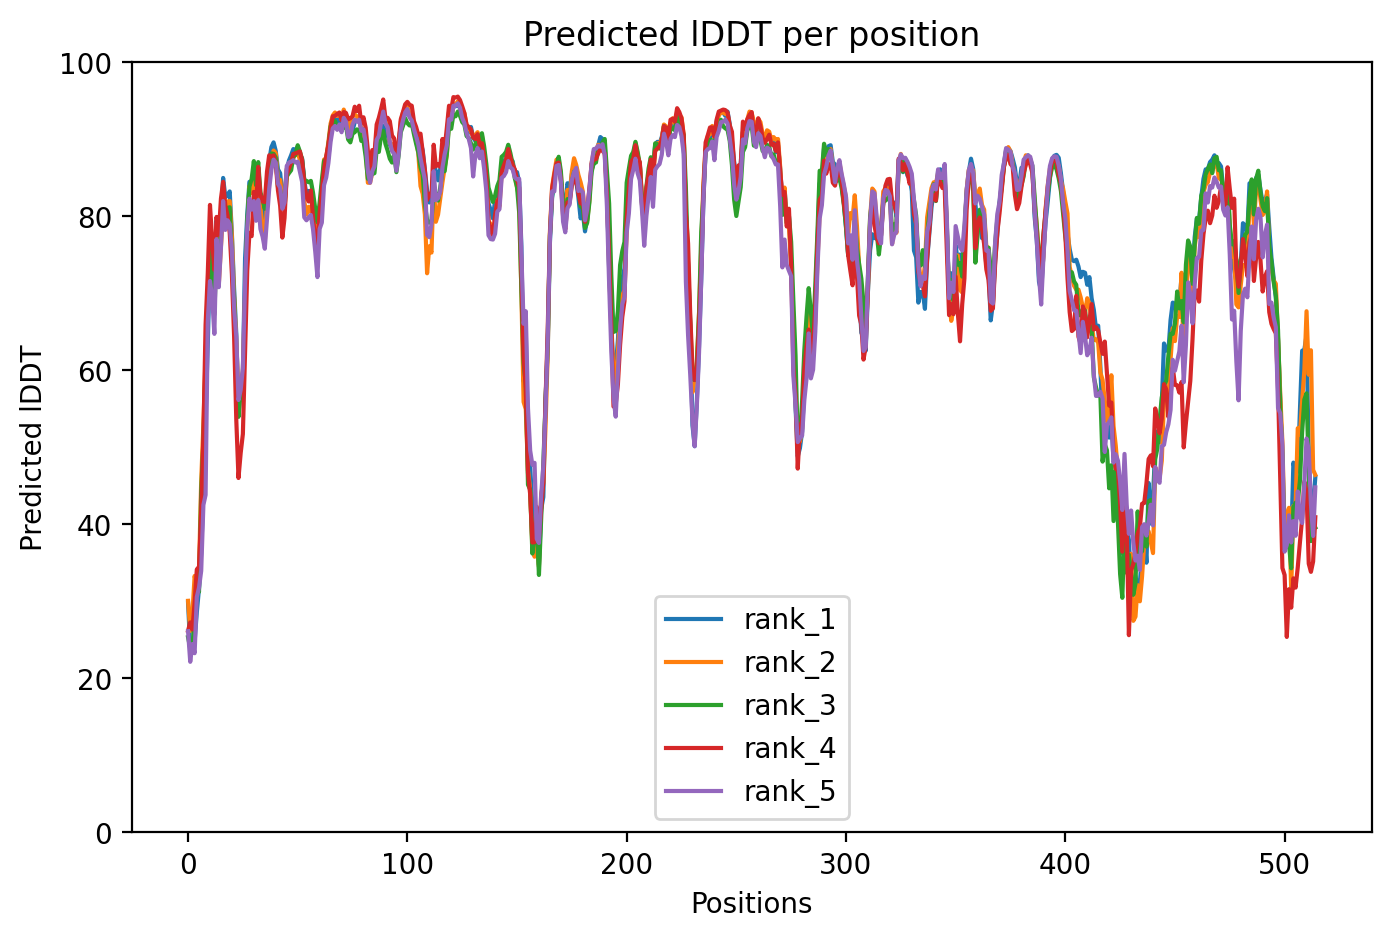 Predicted lDDT per position
100
80
60
40
20
0
Predicted lDDT
0 100 200 300 400 500
Positions
rank_1
rank_2
rank_3
rank_4
rank_5